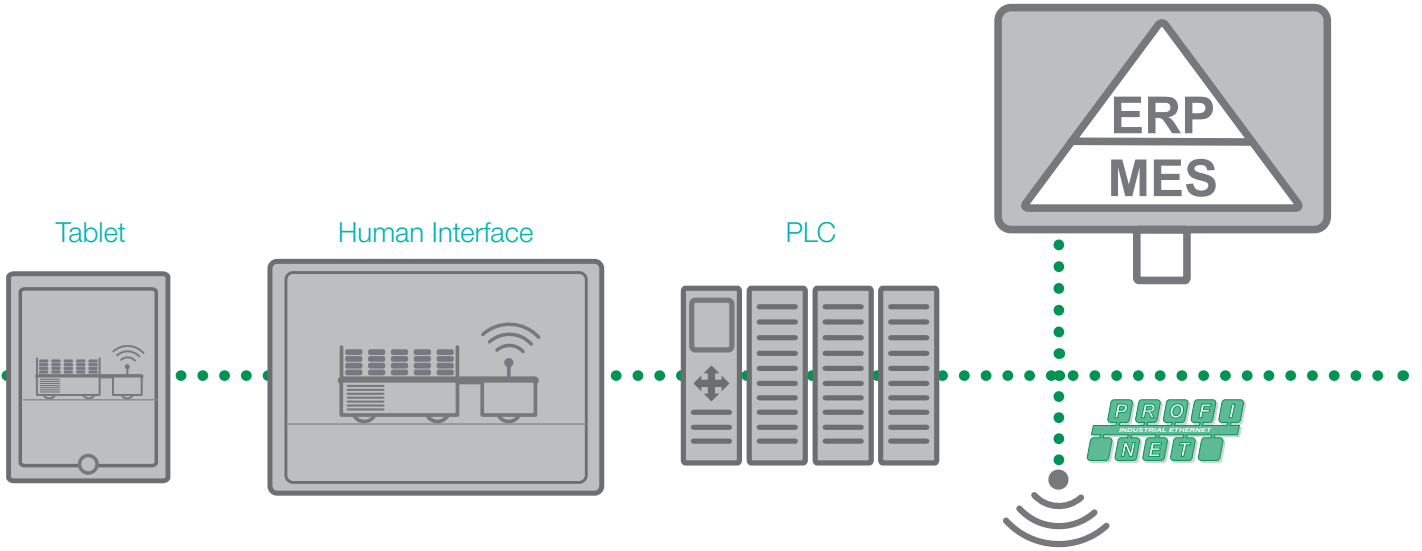 ERP
MES
Tablet
Human Interface
PLC
PROFI
INDUSTRIAL ETHERNET
NET